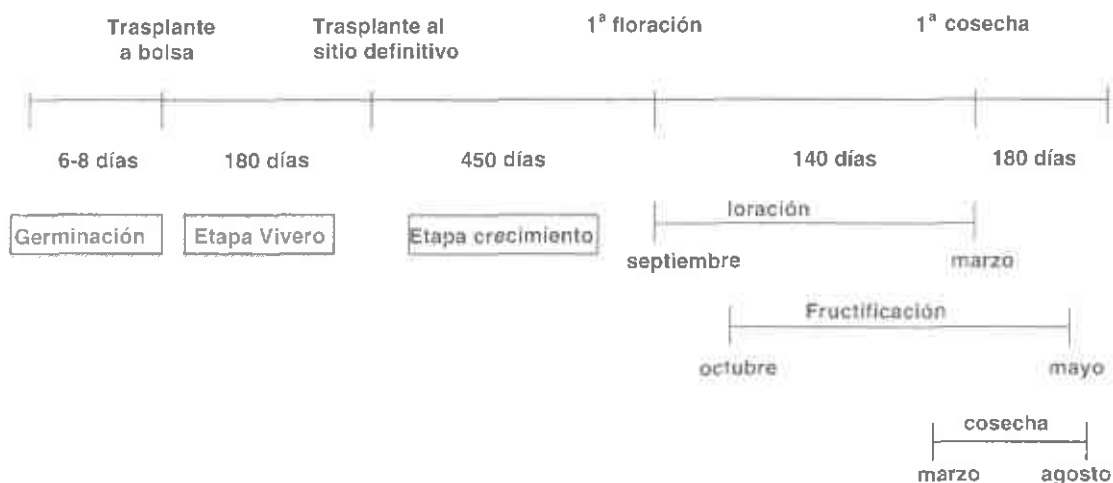 Trasplante
a bolsa
Trasplante al
sitio definitivo
1ª floración
1ª cosecha
6-8 días
180 días
450 días
140 días
180 días
Germinación
Etapa Vivero
Etapa crecimiento
loración
septiembre
marzo
Fructificación
octubre
mayo
cosecha
marzo
agosto